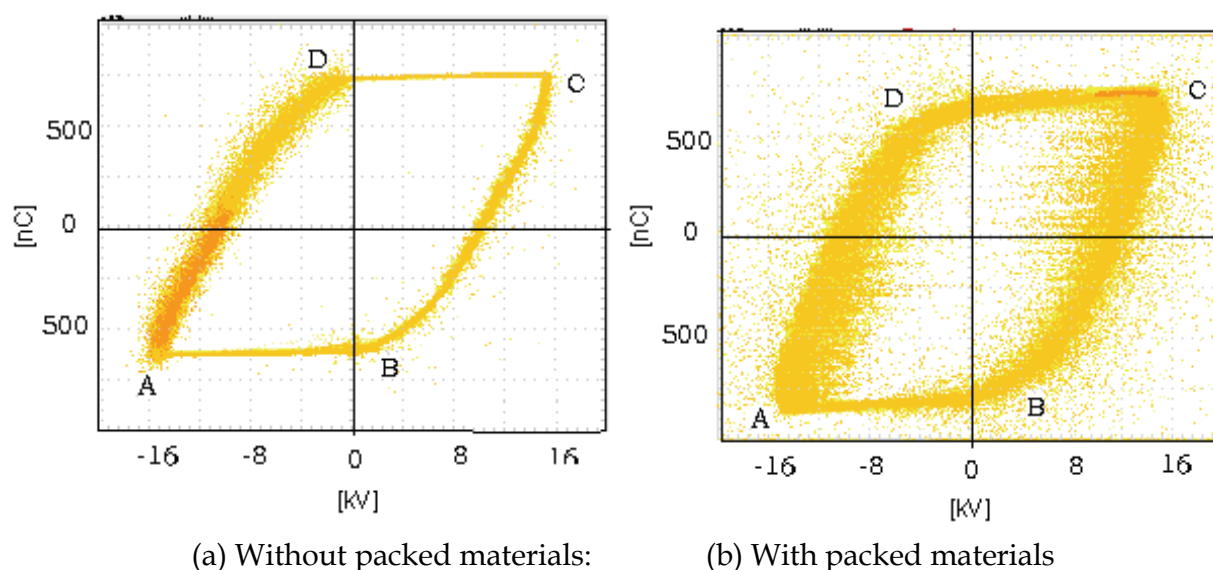 D
C
500
[nC]
0
500
B
A
-16 -8 0 8 16
[KV]
(a) Without packed materials:
D
C
500
[nC]
0
500
B
A
-16 -8 0 8 16
[KV]
(b) With packed materials